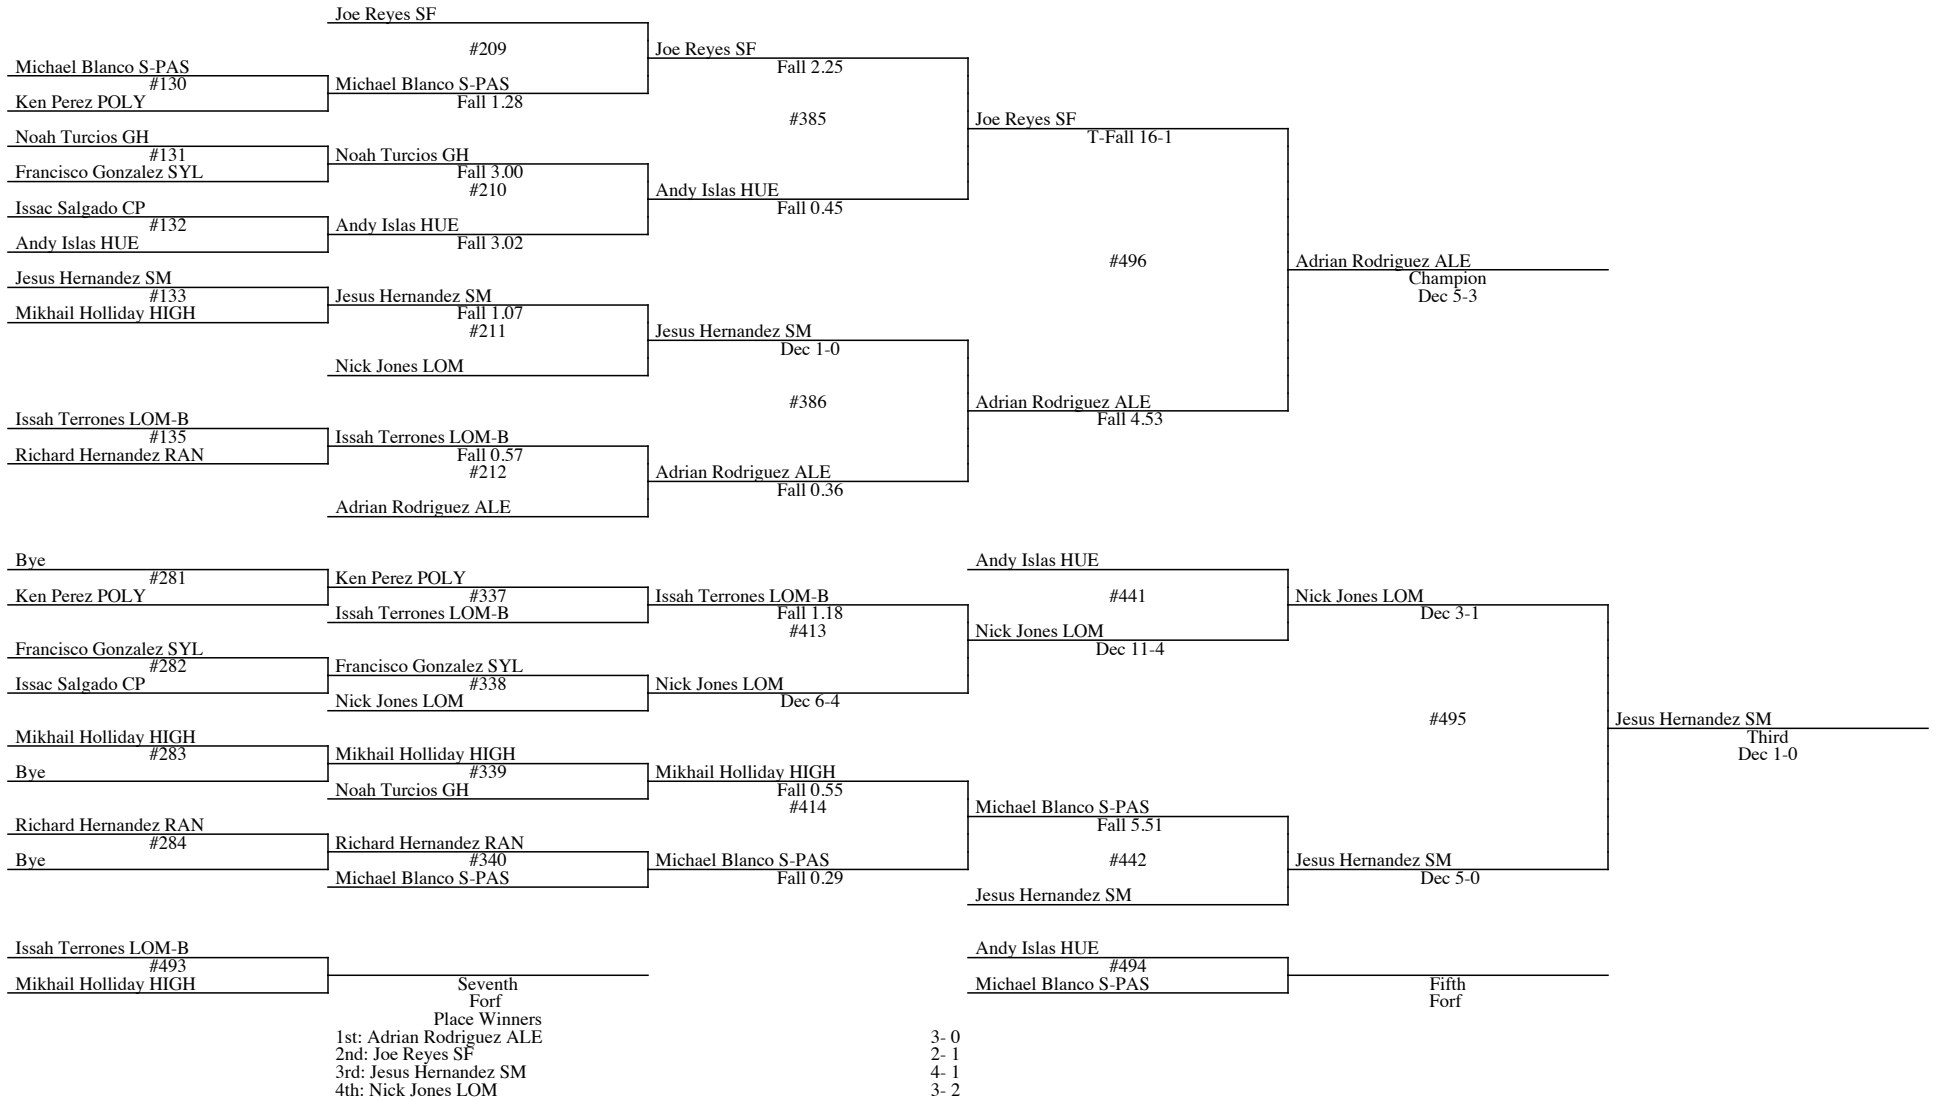 Joe Reyes SF
#209
Joe Reyes SF
Fall 2.25
Michael Blanco S-PAS
#130
Ken Perez POLY
Michael Blanco S-PAS
Fall 1.28
#385
Joe Reyes SF
T-Fall 16-1
Noah Turcios GH
#131
Francisco Gonzalez SYL
Noah Turcios GH
Fall 3.00
#210
Andy Islas HUE
Fall 0.45
Issac Salgado CP
#132
Andy Islas HUE
Andy Islas HUE
Fall 3.02
#496
Adrian Rodriguez ALE
Champion
Dec 5-3
Jesus Hernandez SM
#133
Mikhail Holliday HIGH
Jesus Hernandez SM
Fall 1.07
#211
Jesus Hernandez SM
Dec 1-0
Nick Jones LOM
#386
Adrian Rodriguez ALE
Fall 4.53
Issah Terrones LOM-B
#135
Richard Hernandez RAN
Issah Terrones LOM-B
Fall 0.57
#212
Adrian Rodriguez ALE
Fall 0.36
Adrian Rodriguez ALE
Bye
#281
Ken Perez POLY
Ken Perez POLY
#337
Issah Terrones LOM-B
Issah Terrones LOM-B
Fall 1.18
#413
Andy Islas HUE
#441
Nick Jones LOM
Dec 11-4
Nick Jones LOM
Dec 3-1
Francisco Gonzalez SYL
#282
Issac Salgado CP
Francisco Gonzalez SYL
#338
Nick Jones LOM
Nick Jones LOM
Dec 6-4
#495
Jesus Hernandez SM
Third
Dec 1-0
Mikhail Holliday HIGH
#283
Bye
Mikhail Holliday HIGH
#339
Noah Turcios GH
Mikhail Holliday HIGH
Fall 0.55
#414
Michael Blanco S-PAS
Fall 5.51
Richard Hernandez RAN
#284
Bye
Richard Hernandez RAN
#340
Michael Blanco S-PAS
Michael Blanco S-PAS
Fall 0.29
#442
Jesus Hernandez SM
Jesus Hernandez SM
Dec 5-0
Issah Terrones LOM-B
#493
Mikhail Holliday HIGH
Seventh
Forf
Andy Islas HUE
#494
Michael Blanco S-PAS
Fifth
Forf
Place Winners
1st: Adrian Rodriguez ALE 3- 0
2nd: Joe Reyes SF 2- 1
3rd: Jesus Hernandez SM 4- 1
4th: Nick Jones LOM 3- 2